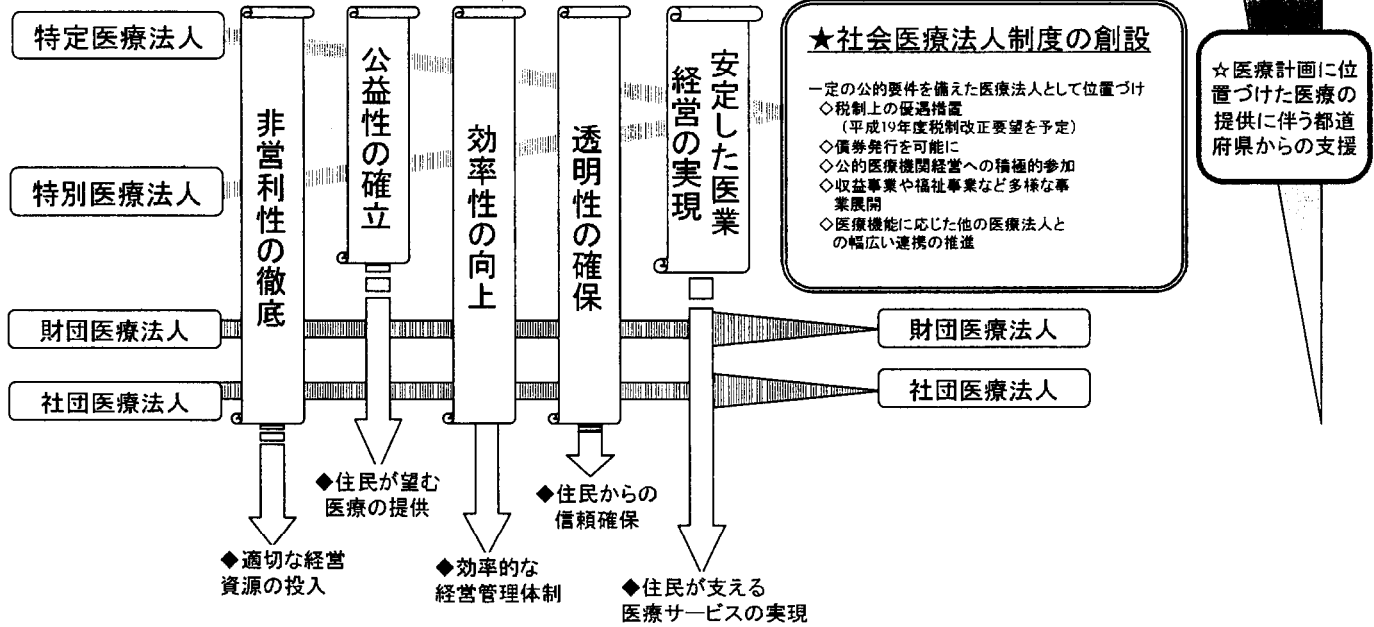 特定医療法人
特別医療法人
財団医療法人
社団医療法人
非営利性の徹底
公益性の確立
効率性の向上
透明性の確保
安定した医業
経営の実現
★社会医療法人制度の創設
一定の公的要件を備えた医療法人として位置づけ
◇税制上の優遇措置
(平成19年度税制改正要望を予定)
◇債券発行を可能に
◇公的医療機関経営への積極的参加
◇収益事業や福祉事業など多様な事
業展開
◇医療機能に応じた他の医療法人と
の幅広い連携の推進
☆医療計画に位
置づけた医療の
提供に伴う都道
府県からの支援
財団医療法人
社団医療法人
◆適切な経営
資源の投入
◆住民が望む
医療の提供
◆効率的な
経営管理体制
◆住民からの
信頼確保
◆住民が支える
医療サービスの実現